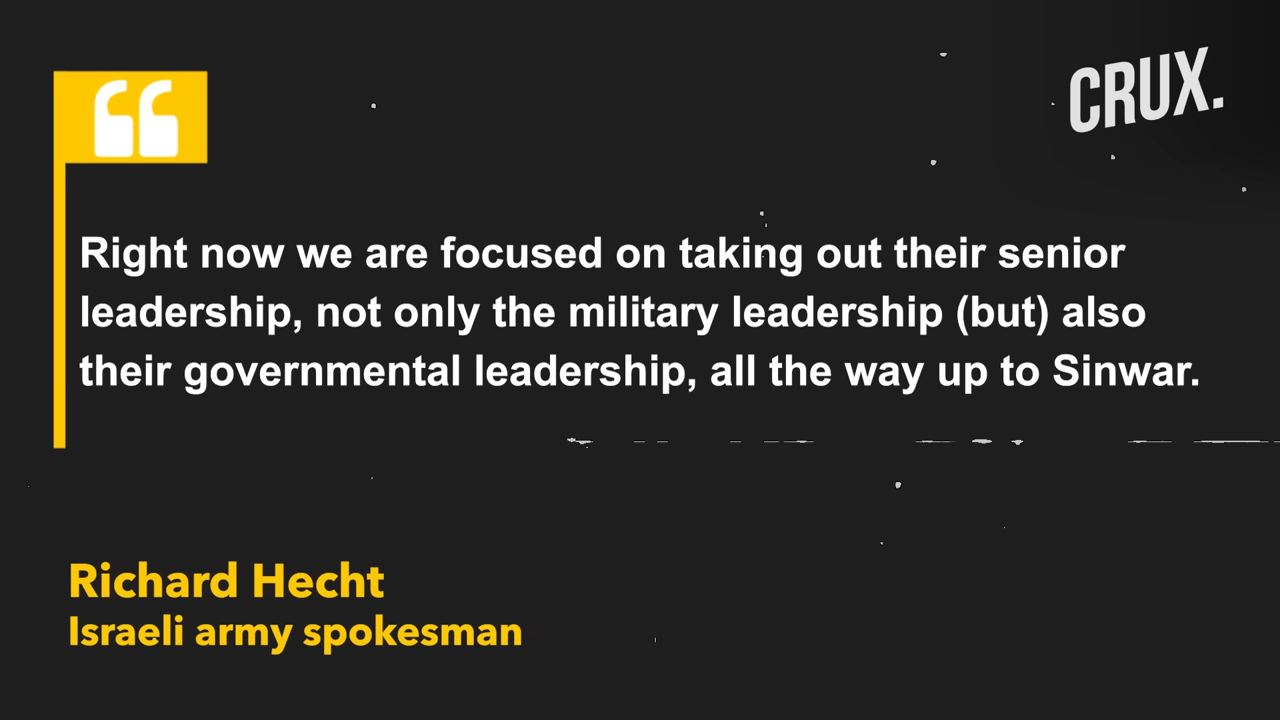 CRUX.
Right now we are focused on taking out their senior
leadership, not only the military leadership (but) also
their governmental leadership, all the way up to Sinwar.
Richard Hecht
Israeli army spokesman